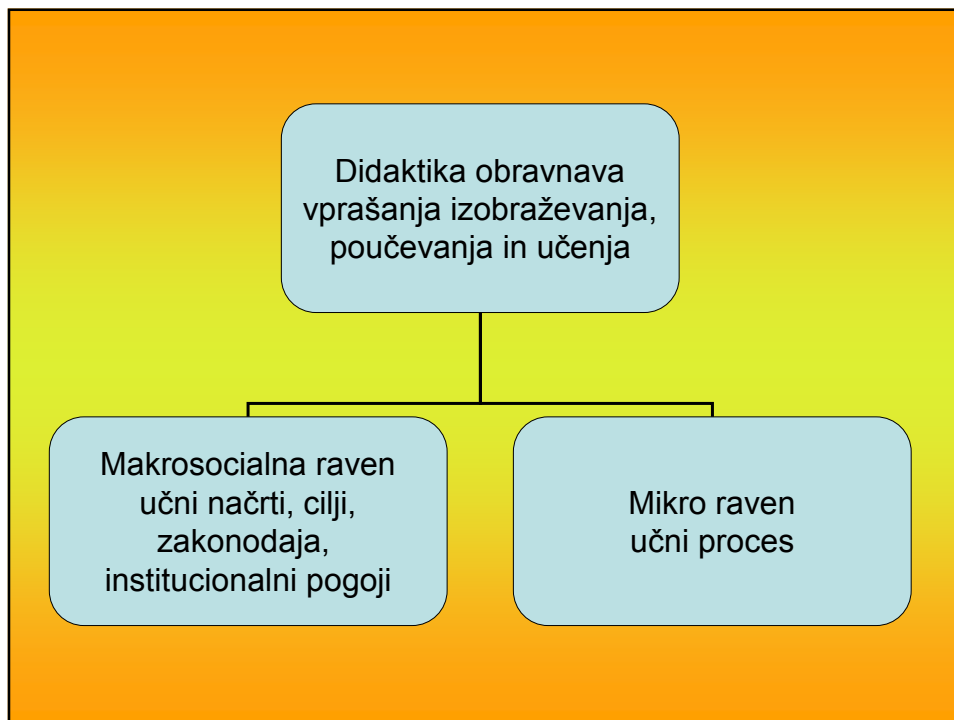 Didaktika obravnava
vprašanja izobraževanja,
poučevanja in učenja
Makrosocialna raven
učni načrti, cilji,
zakonodaja,
institucionalni pogoji
Mikro raven
učni proces